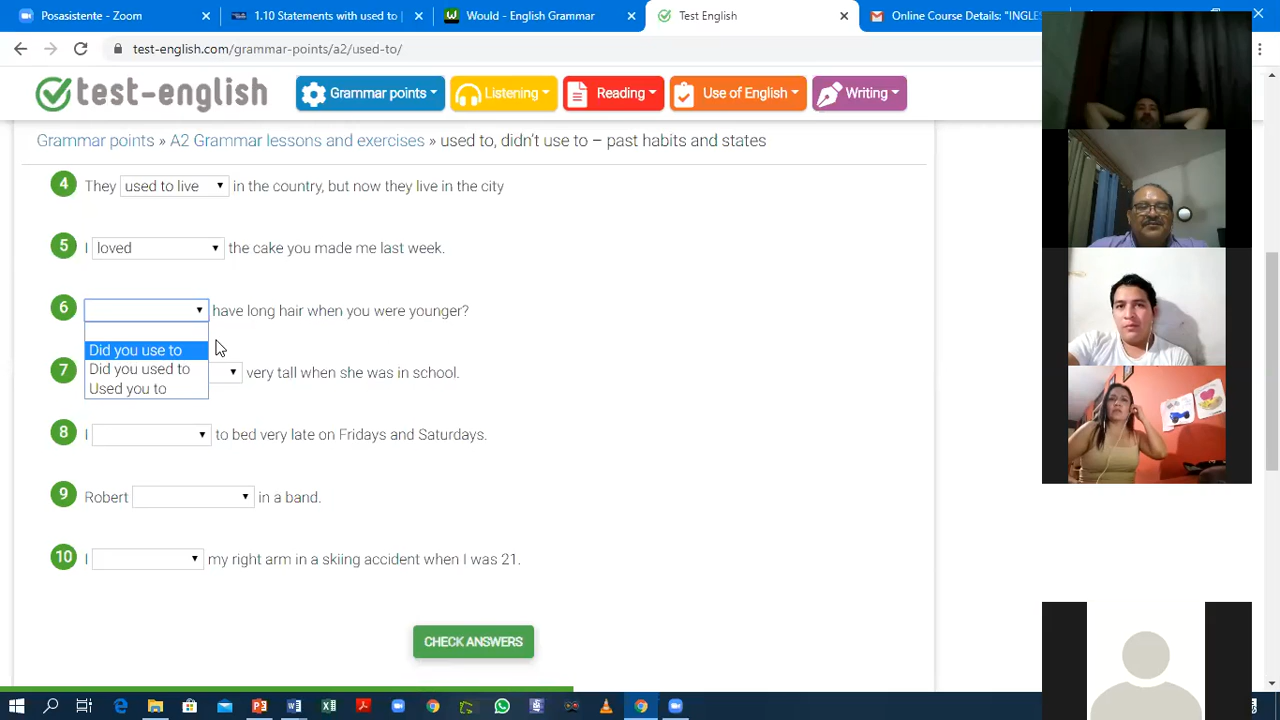 Posasistente - Zoom
1.10 Statements with used to
Would - English Grammar
Test English
Online Course Details: "INGLES
test-english.com/grammar-points/a2/used-to/
test-english
Grammar points
Listening
Reading
Use of English
Writing
Grammar points » A2 Grammar lessons and exercises » used to, didn't use to – past habits and states
4 They used to live in the country, but now they live in the city
5 I loved the cake you made me last week.
6 have long hair when you were younger?
Did you use to
Did you used to
Used you to
7 very tall when she was in school.
8 I to bed very late on Fridays and Saturdays.
9 Robert in a band.
10 I my right arm in a skiing accident when I was 21.
CHECK ANSWERS